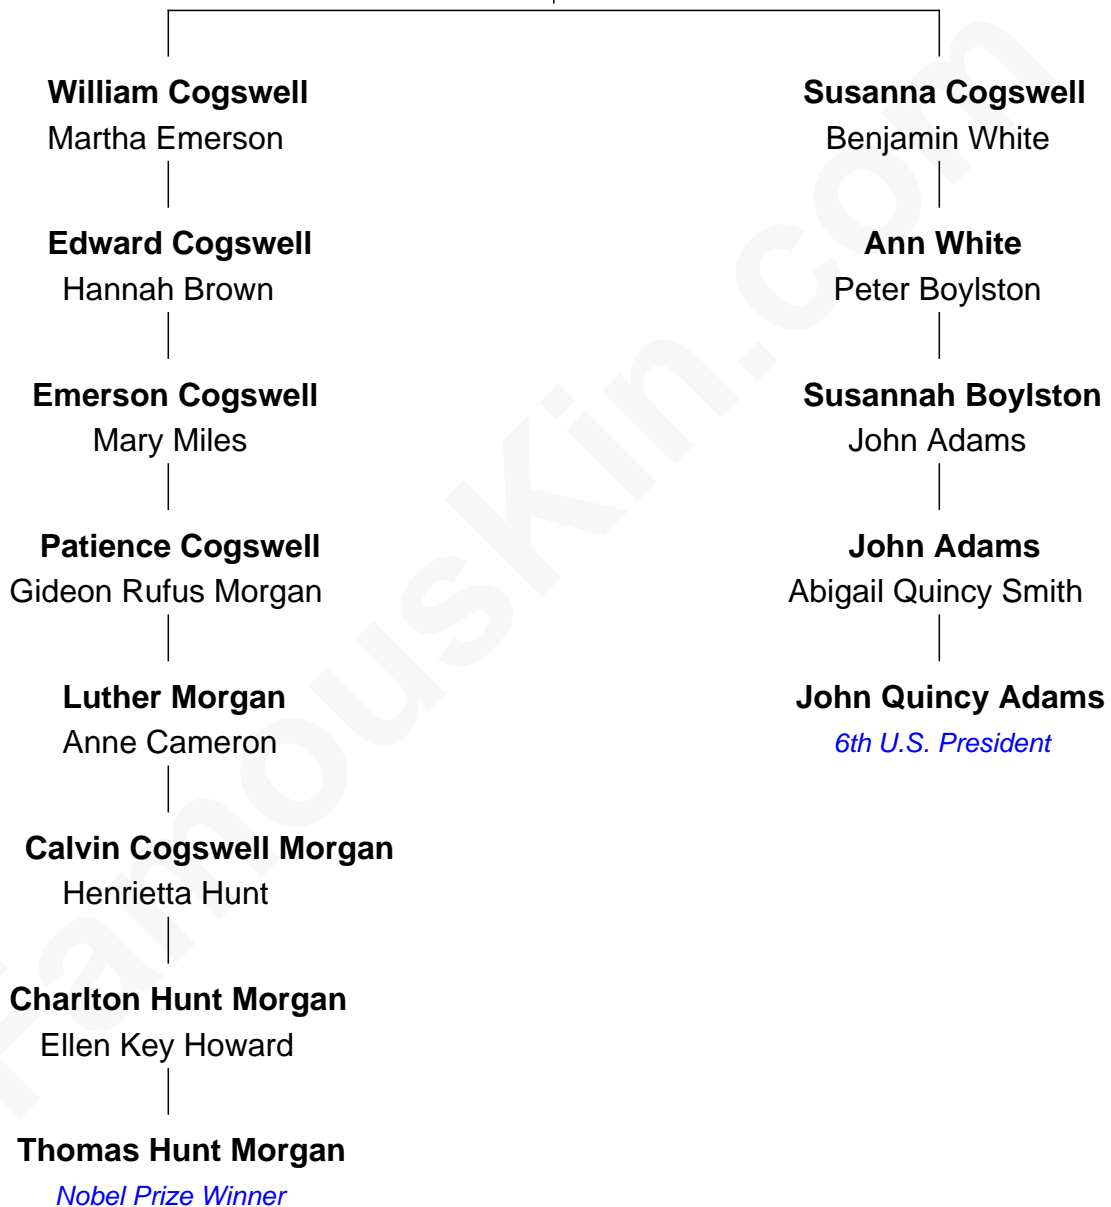 William Cogswell
Martha Emerson
Edward Cogswell
Hannah Brown
Emerson Cogswell
Mary Miles
Patience Cogswell
Gideon Rufus Morgan
Luther Morgan
Anne Cameron
Calvin Cogswell Morgan
Henrietta Hunt
Charlton Hunt Morgan
Ellen Key Howard
Thomas Hunt Morgan
Nobel Prize Winner
Susanna Cogswell
Benjamin White
Ann White
Peter Boylston
Susannah Boylston
John Adams
John Adams
Abigail Quincy Smith
John Quincy Adams
6th U.S. President
FamousKin.com